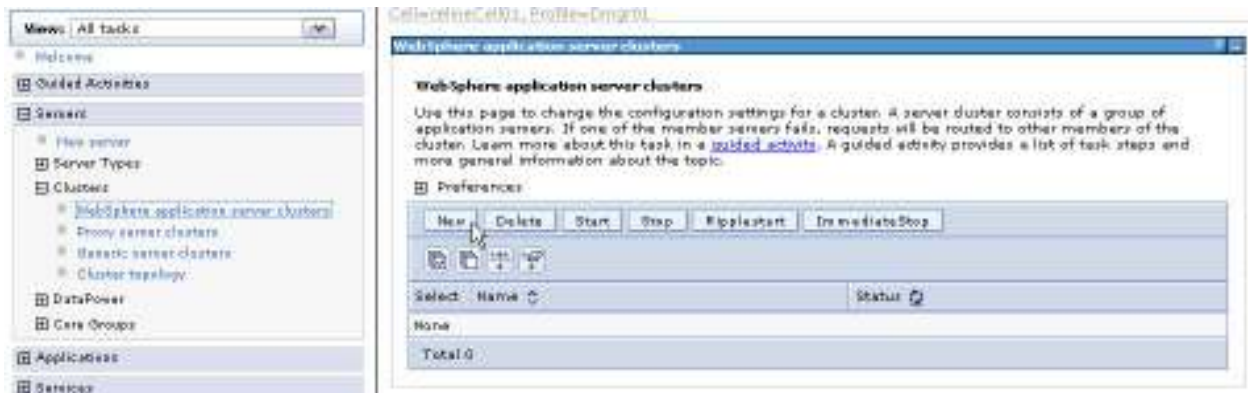 View: All tasks
Welcome
Guided Activities
Servers
New server
Server Types
Clusters
WebSphere application server clusters
Proxy server clusters
Generic server clusters
Cluster topology
DataPower
Core Groups
Applications
Services
Cell=celineCell01, Profile=Dmgr01
WebSphere application server clusters
WebSphere application server clusters
Use this page to change the configuration settings for a cluster. A server cluster consists of a group of
application servers. If one of the member servers fails, requests will be routed to other members of the
cluster. Learn more about this task in a guided activity. A guided activity provides a list of task steps and
more general information about the topic.
Preferences
New Delete Start Stop Ripplestart ImmediateStop
Select Name Status
None
Total 0